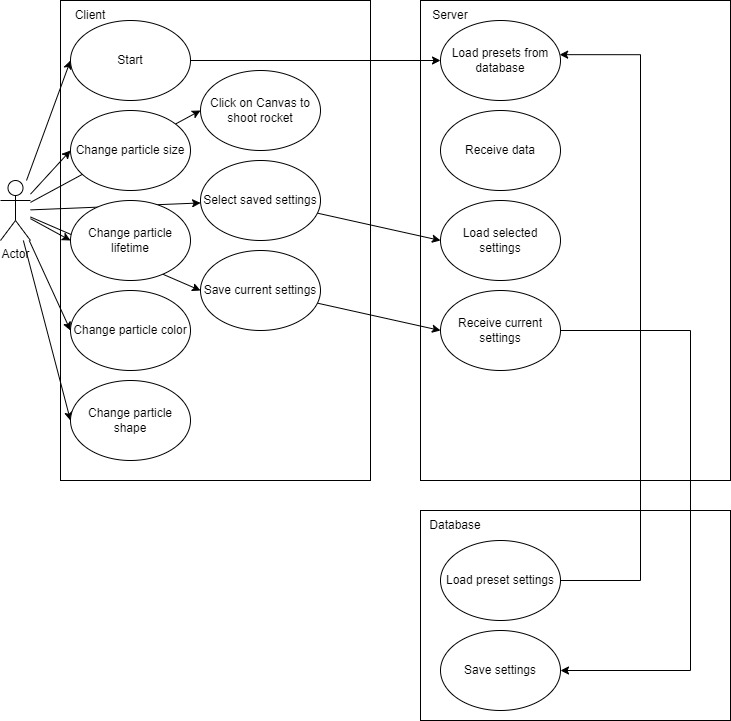 Client
Server
Start
Load presets from
database
Click on Canvas to
shoot rocket
Change particle size
Receive data
Select saved settings
Change particle
lifetime
Load selected
settings
Actor
Save current settings
Change particle color
Receive current
settings
Change particle
shape
Database
Load preset settings
Save settings